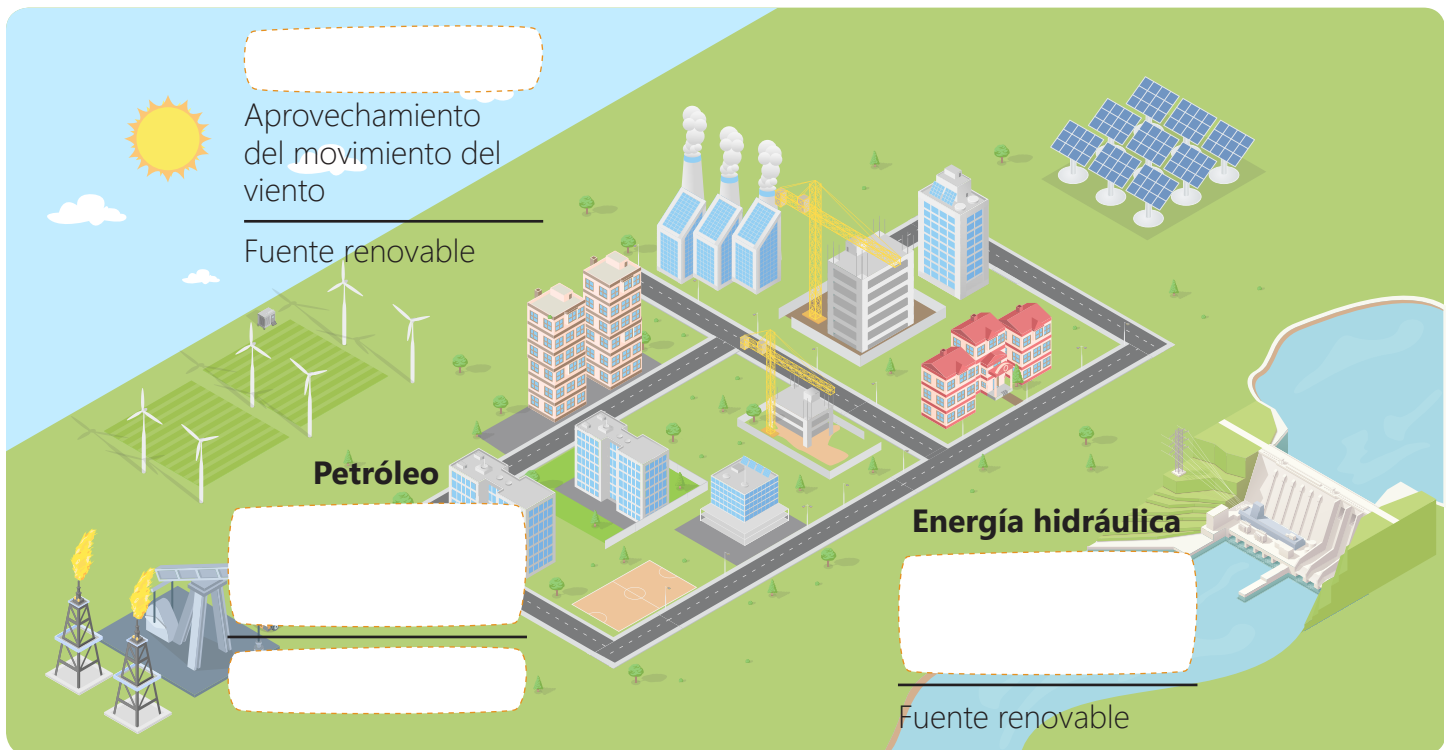 Aprovechamiento
del movimiento del
viento
Fuente renovable
Petróleo
Energía hidráulica
Fuente renovable